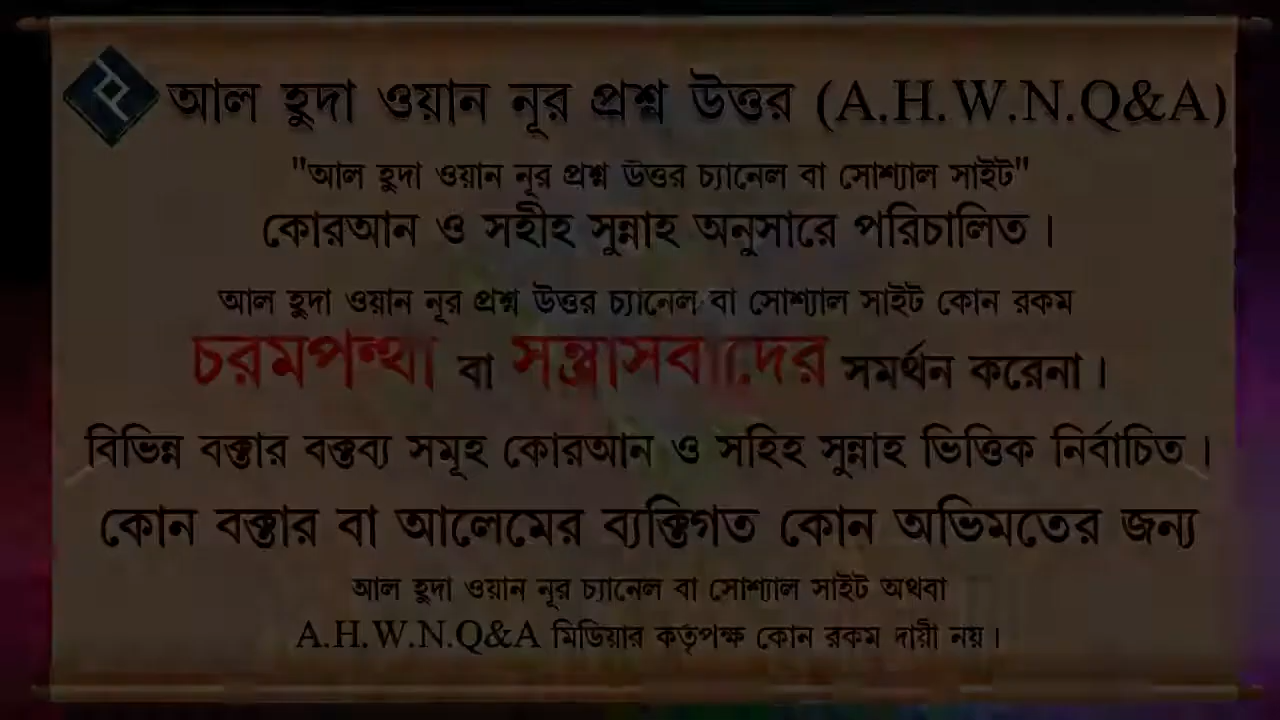 আল হুদা ওয়ান নূর প্রশ্ন উত্তর (A.H.W.N.Q&A)
"আল হুদা ওয়ান নূর প্রশ্ন উত্তর চ্যানেল বা সোশ্যাল সাইট"
কোরআন ও সহীহ সুন্নাহ অনুসারে পরিচালিত।
আল হুদা ওয়ান নূর প্রশ্ন উত্তর চ্যানেল বা সোশ্যাল সাইট কোন রকম
চরমপন্থা বা সন্ত্রাসবাদের সমর্থন করেনা।
বিভিন্ন বক্তার বক্তব্য সমূহ কোরআন ও সহিহ সুন্নাহ ভিত্তিক নির্বাচিত।
কোন বক্তার বা আলেমের ব্যক্তিগত কোন অভিমতের জন্য
আল হুদা ওয়ান নূর চ্যানেল বা সোশ্যাল সাইট অথবা
A.H.W.N.Q&A মিডিয়ার কর্তৃপক্ষ কোন রকম দায়ী নয়।